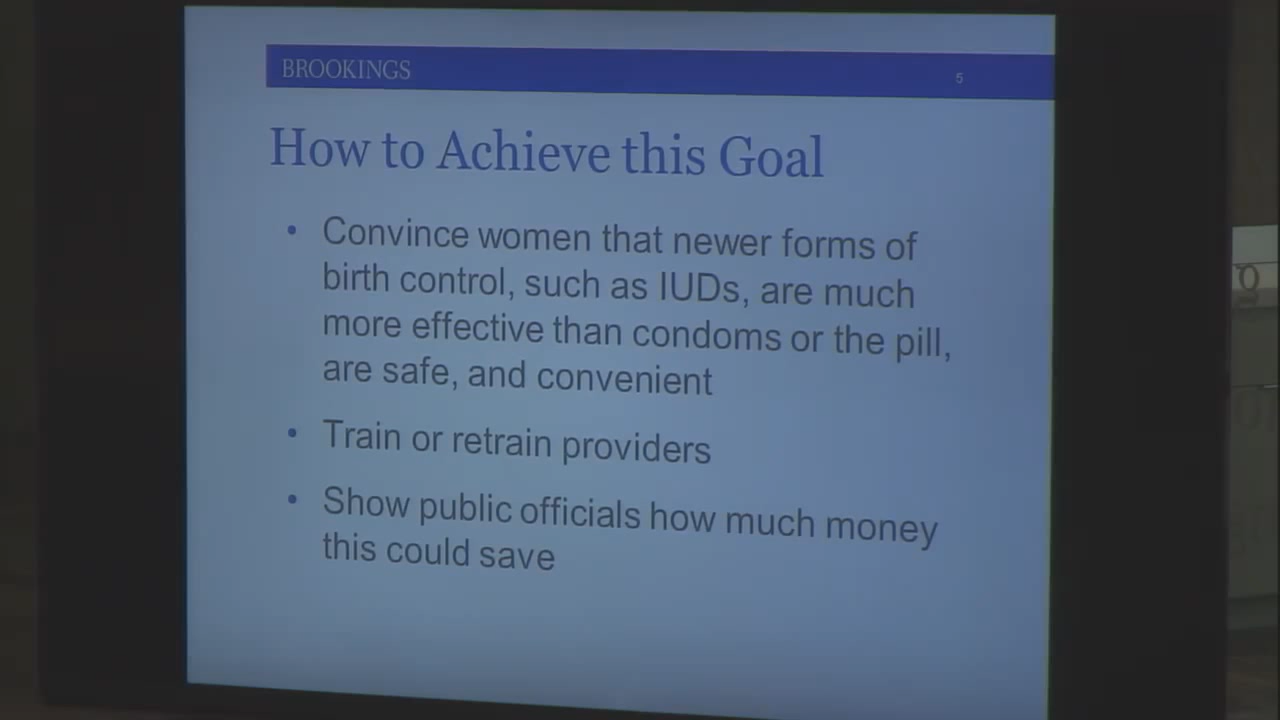 BROOKINGS
5
How to Achieve this Goal
• Convince women that newer forms of
birth control, such as IUDs, are much
more effective than condoms or the pill,
are safe, and convenient
• Train or retrain providers
• Show public officials how much money
this could save